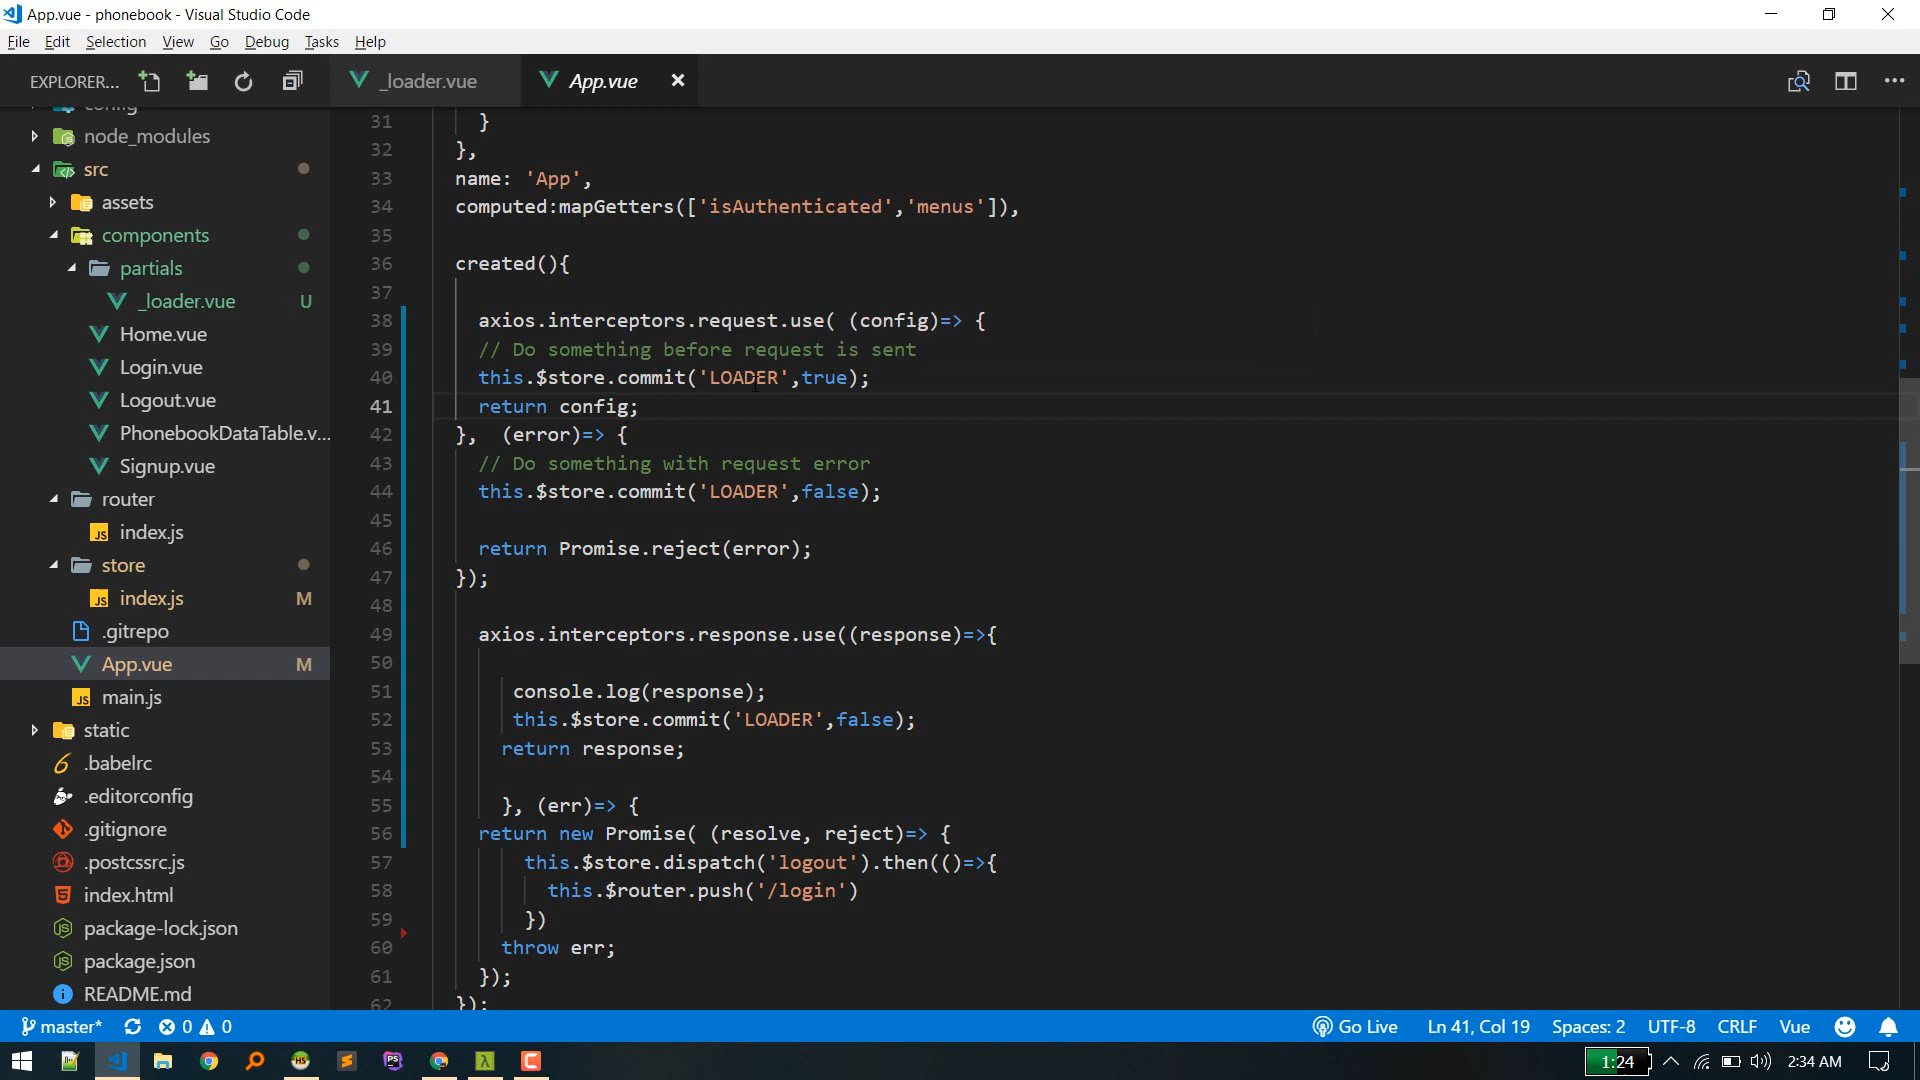 App.vue - phonebook - Visual Studio Code
File Edit Selection View Go Debug Tasks Help
EXPLORER... _loader.vue App.vue
config
node_modules
src
assets
components
partials
_loader.vue U
Home.vue
Login.vue
Logout.vue
PhonebookDataTable.v...
Signup.vue
router
JS index.js
store
JS index.js M
.gitrepo
App.vue M
JS main.js
static
.babelrc
.editorconfig
.gitignore
.postcssrc.js
index.html
package-lock.json
package.json
README.md
31 }
32 },
33 name: 'App',
34 computed:mapGetters(['isAuthenticated','menus']),
35
36 created(){
37
38 axios.interceptors.request.use( (config)=> {
39 // Do something before request is sent
40 this.$store.commit('LOADER',true);
41 return config;
42 }, (error)=> {
43 // Do something with request error
44 this.$store.commit('LOADER',false);
45
46 return Promise.reject(error);
47 });
48
49 axios.interceptors.response.use((response)=>{
50
51 console.log(response);
52 this.$store.commit('LOADER',false);
53 return response;
54
55 }, (err)=> {
56 return new Promise( (resolve, reject)=> {
57 this.$store.dispatch('logout').then(()=>{
58 this.$router.push('/login')
59 })
60 throw err;
61 });
62 });
master* 0 0 Go Live Ln 41, Col 19 Spaces: 2 UTF-8 CRLF Vue
HS PS λ C 1:24 2:34 AM